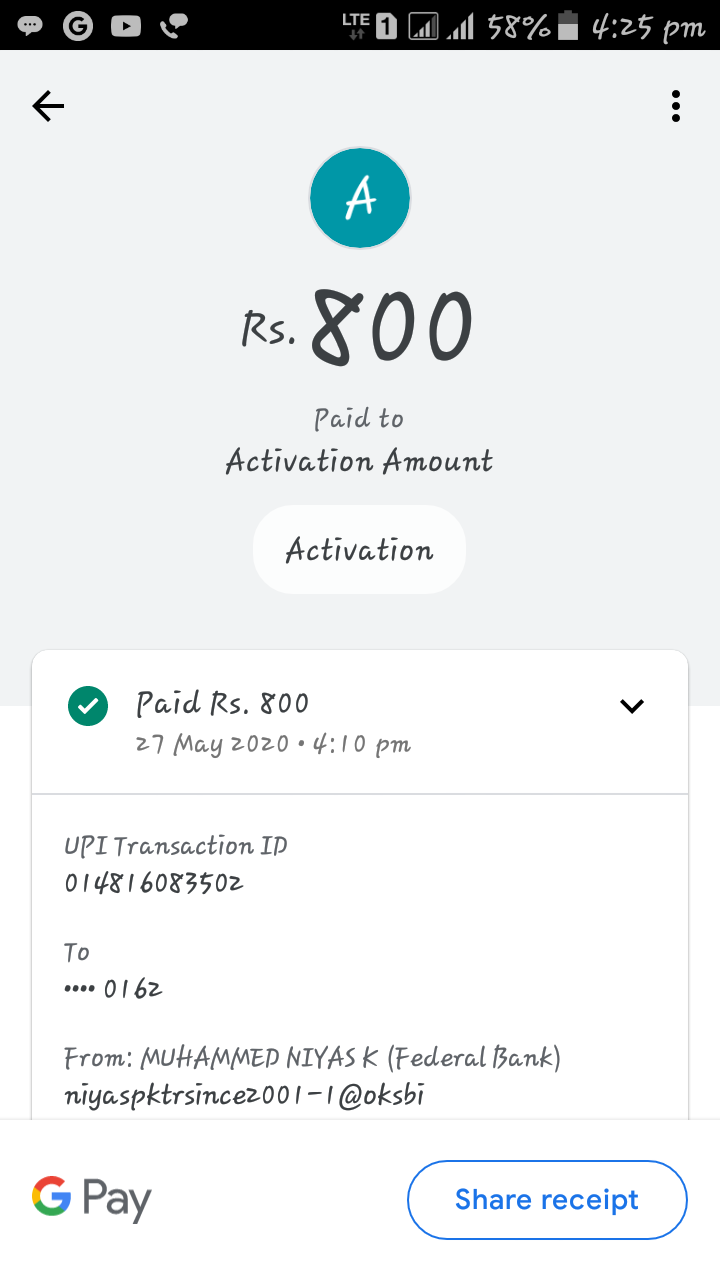 LTE 1 58% 4:25 pm
A
Rs. 800
Paid to
Activation Amount
Activation
Paid Rs. 800
27 May 2020 • 4:10 pm
UPI Transaction ID
014816083502
To
•••• 0162
From: MUHAMMED NIYAS K (Federal Bank)
niyaspktrsince2001-1@oksbi
G Pay
Share receipt